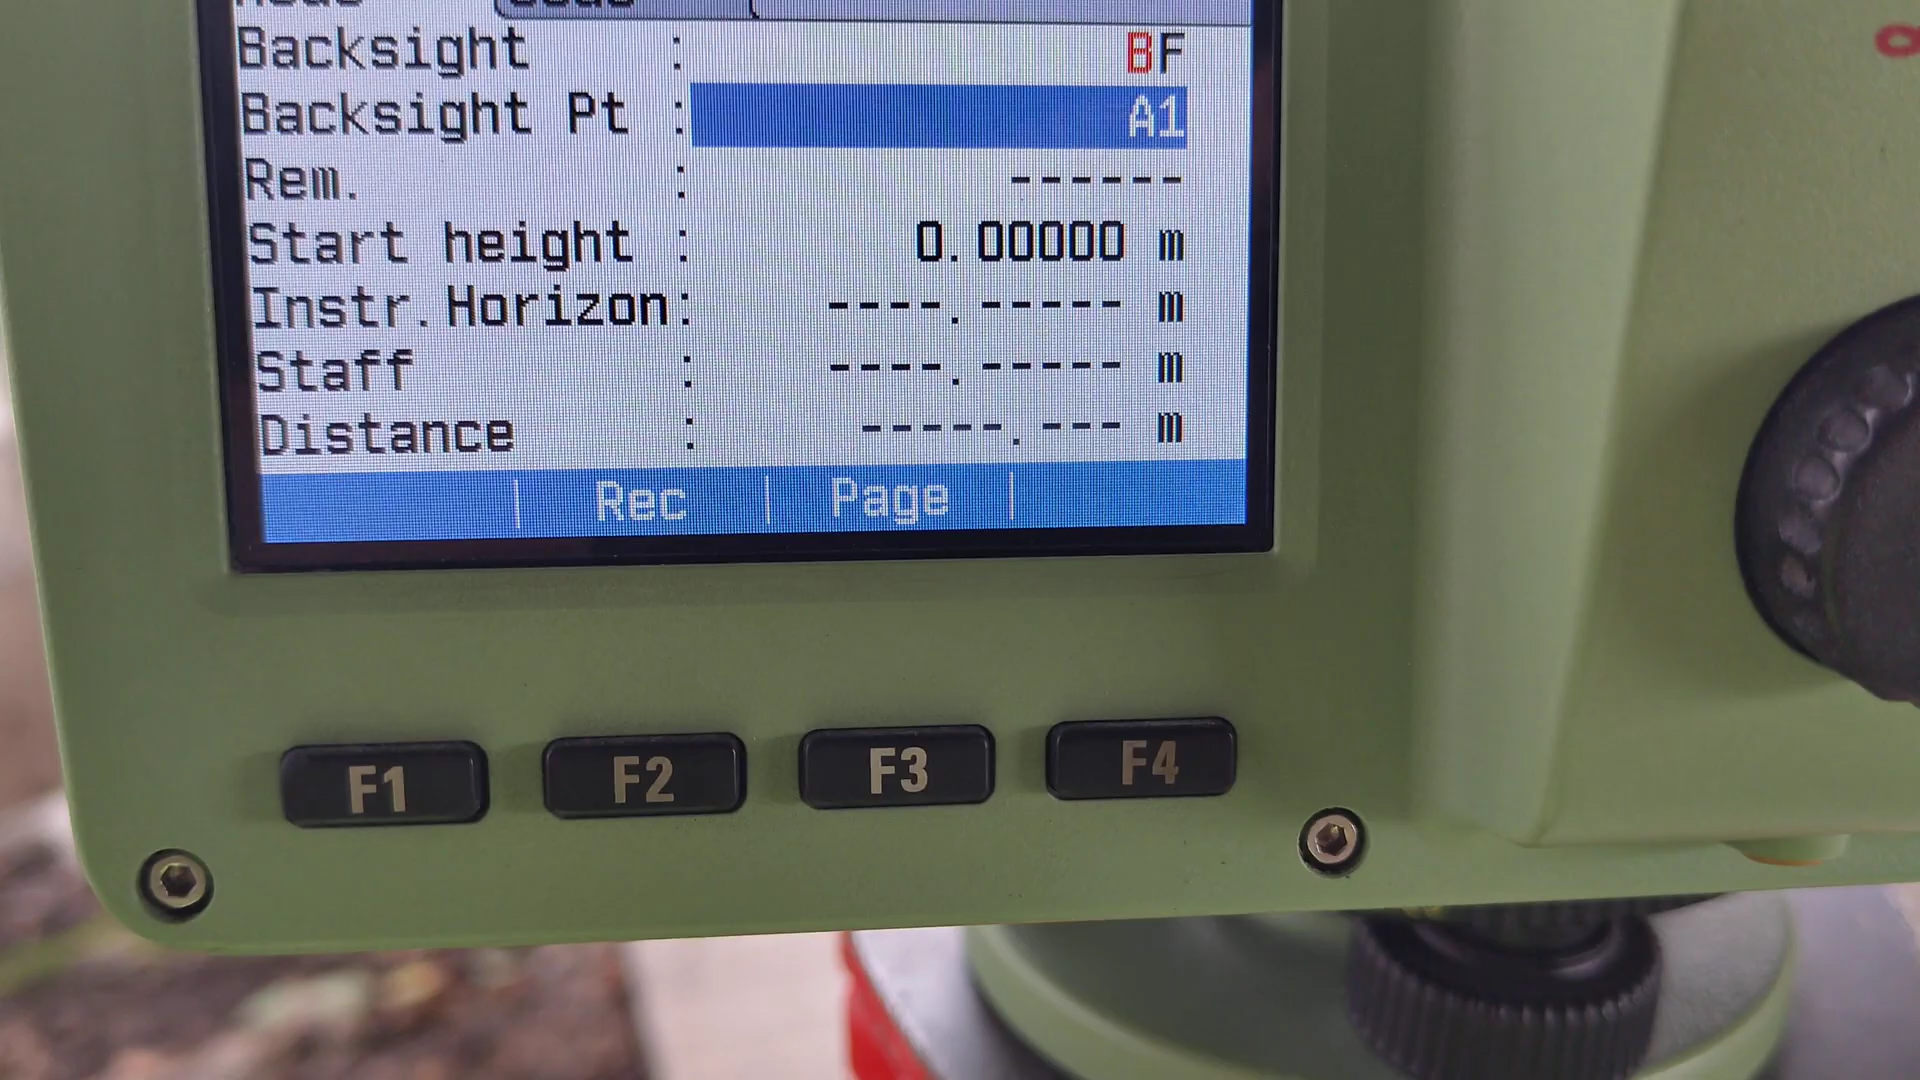 Backsight : BF
Backsight Pt : A1
Rem. : ------
Start height : 0.00000 m
Instr.Horizon: ----.----- m
Staff : ----.----- m
Distance : -----.--- m
Rec | Page |
F1 F2 F3 F4